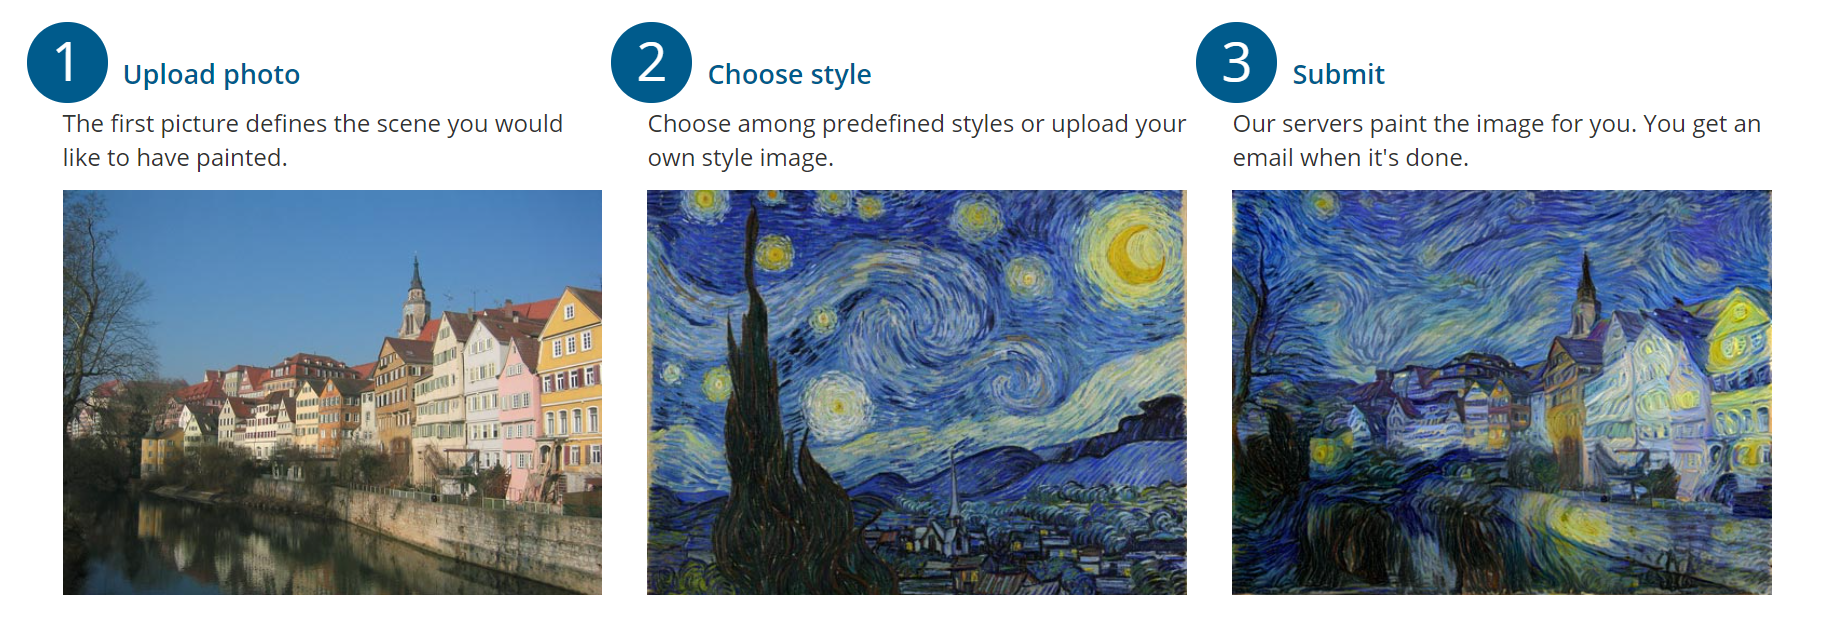 1 Upload photo
The first picture defines the scene you would
like to have painted.
2 Choose style
Choose among predefined styles or upload your
own style image.
3 Submit
Our servers paint the image for you. You get an
email when it's done.